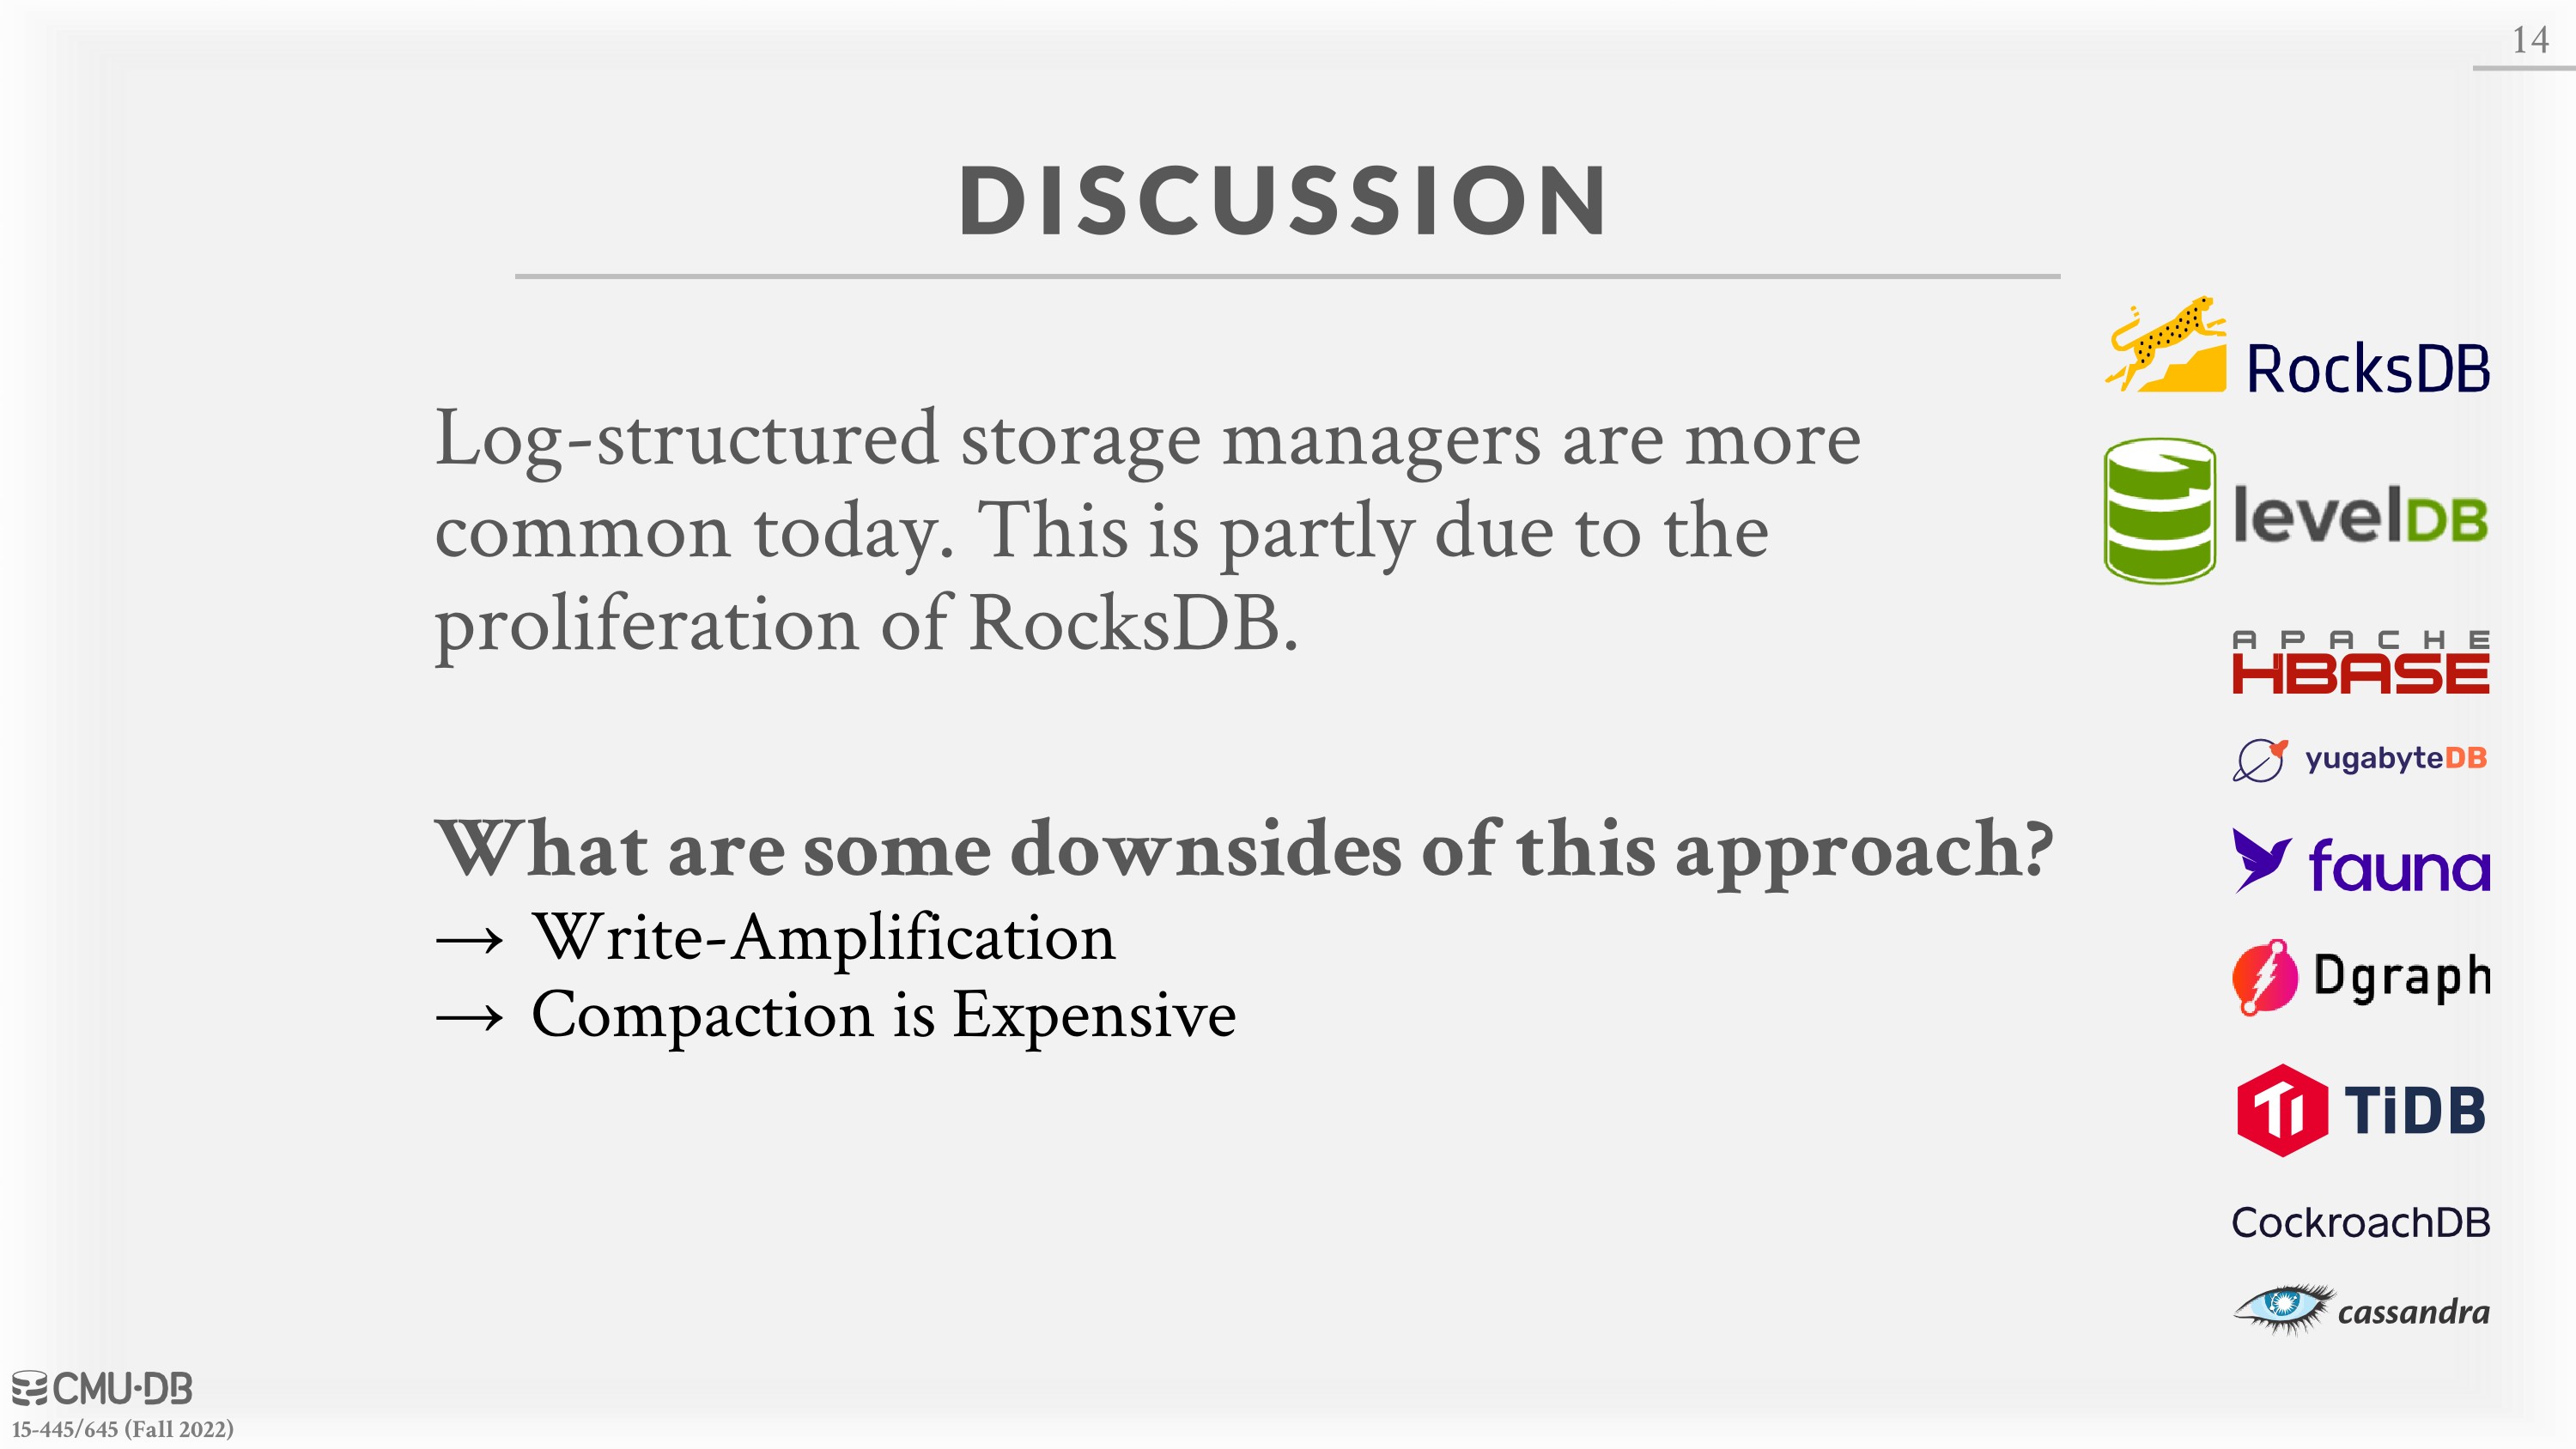 14
DISCUSSION
Log-structured storage managers are more
common today. This is partly due to the
proliferation of RocksDB.
What are some downsides of this approach?
→ Write-Amplification
→ Compaction is Expensive
RocksDB
levelDB
APACHE
HBASE
yugabyteDB
fauna
Dgraph
TiDB
CockroachDB
cassandra
CMU·DB
15-445/645 (Fall 2022)